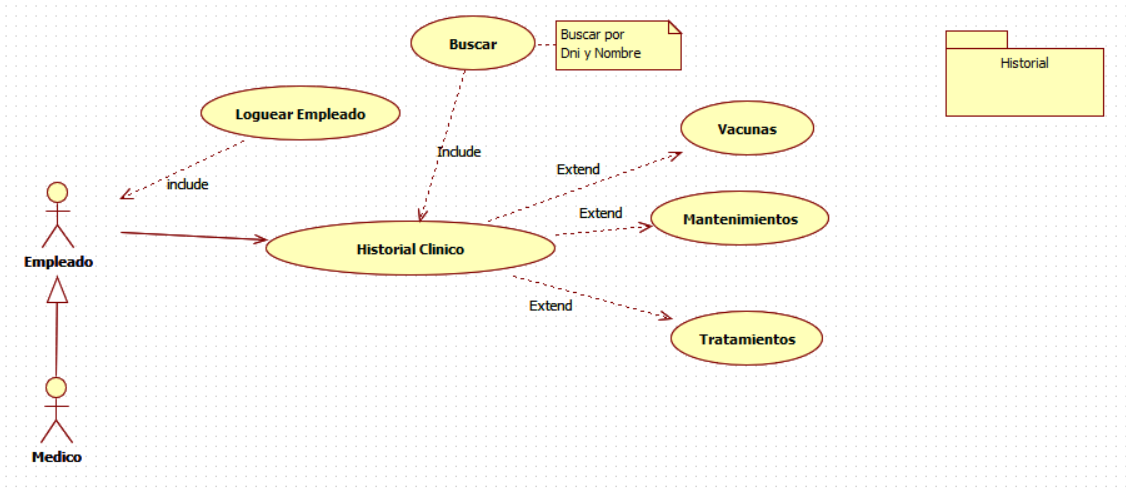 Buscar
Buscar por
Dni y Nombre
Historial
Loguear Empleado
Vacunas
Include
Extend
include
Extend
Mantenimientos
Historial Clinico
Empleado
Extend
Tratamientos
Medico